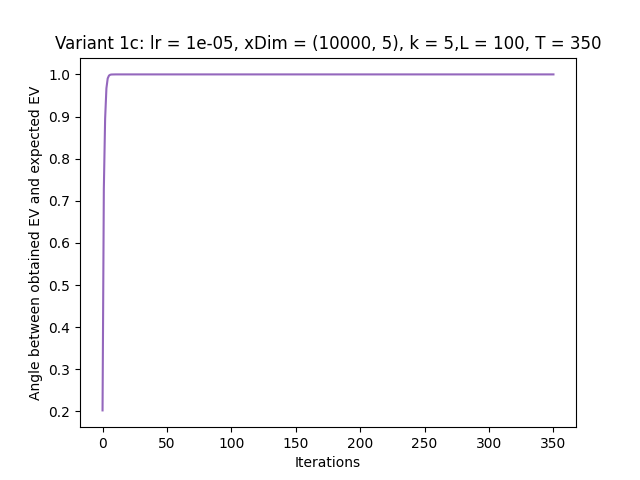 Variant 1c: lr = 1e-05, xDim = (10000, 5), k = 5,L = 100, T = 350
1.0
0.9
0.8
0.7
0.6
0.5
0.4
0.3
0.2
Angle between obtained EV and expected EV
0 50 100 150 200 250 300 350
Iterations